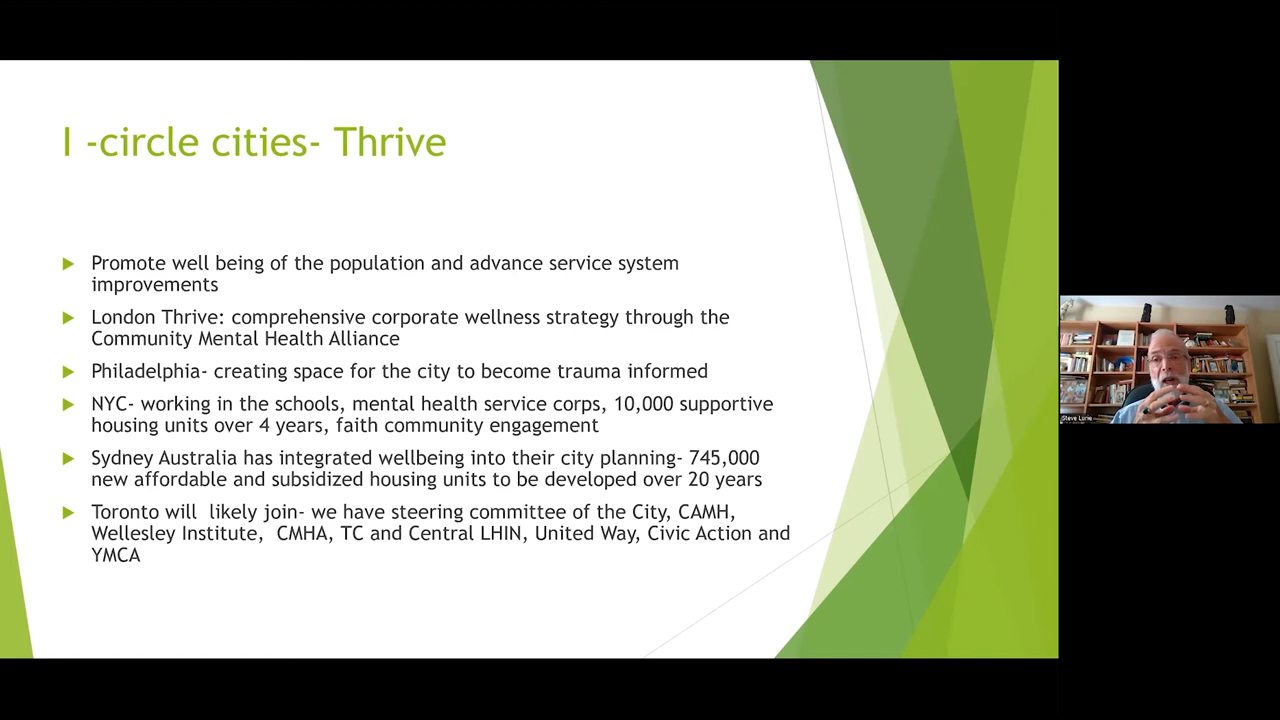 I -circle cities- Thrive
Promote well being of the population and advance service system
improvements
London Thrive: comprehensive corporate wellness strategy through the
Community Mental Health Alliance
Philadelphia- creating space for the city to become trauma informed
NYC- working in the schools, mental health service corps, 10,000 supportive
housing units over 4 years, faith community engagement
Sydney Australia has integrated wellbeing into their city planning- 745,000
new affordable and subsidized housing units to be developed over 20 years
Toronto will likely join- we have steering committee of the City, CAMH,
Wellesley Institute, CMHA, TC and Central LHIN, United Way, Civic Action and
YMCA
Steve Lurie